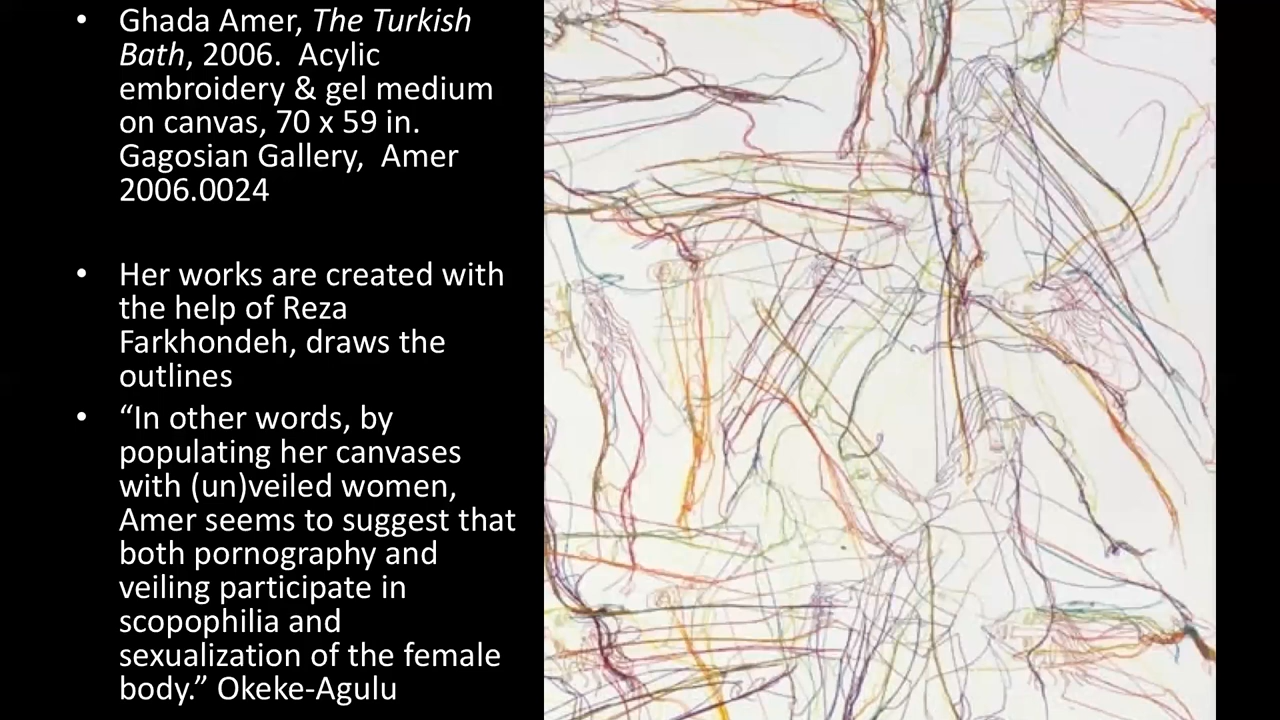 • Ghada Amer, The Turkish
Bath, 2006. Acylic
embroidery & gel medium
on canvas, 70 x 59 in.
Gagosian Gallery, Amer
2006.0024
• Her works are created with
the help of Reza
Farkhondeh, draws the
outlines
• “In other words, by
populating her canvases
with (un)veiled women,
Amer seems to suggest that
both pornography and
veiling participate in
scopophilia and
sexualization of the female
body.” Okeke-Agulu